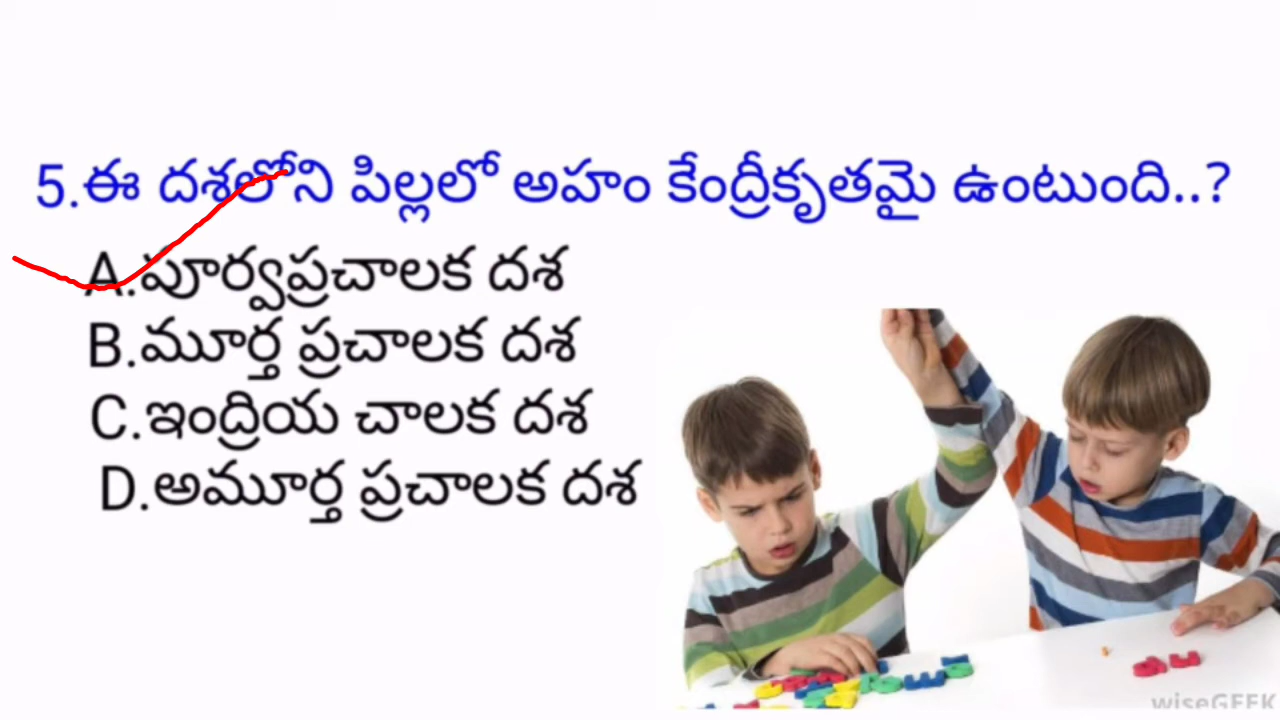 5.ఈ దశలోని పిల్లలో అహం కేంద్రీకృతమై ఉంటుంది..?
A.పూర్వప్రచాలక దశ
B.మూర్త ప్రచాలక దశ
C.ఇంద్రియ చాలక దశ
D.అమూర్త ప్రచాలక దశ
wiseGEEK